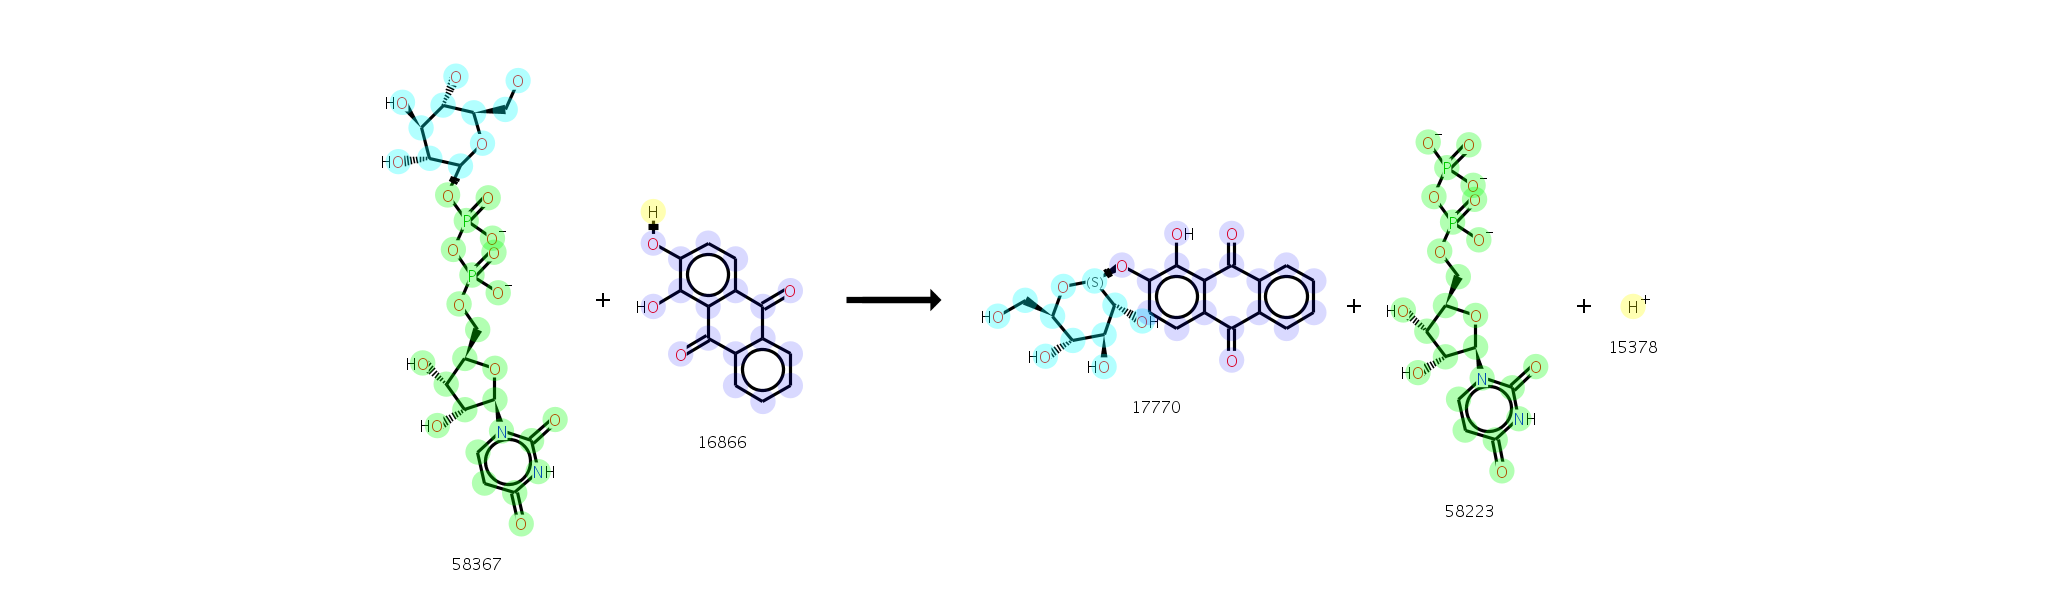 O O
HO O
HO
O O
P
O O⁻
O
P
O O⁻
HO O
HO
N O
NH
O
58367
+
H
O
HO O
O
16866
OH O
O (S) O
HO OH
HO HO
O
17770
+
O⁻ O
P
O O⁻
O
P
O O⁻
HO O
HO
N O
NH
O
58223
+
H⁺
15378